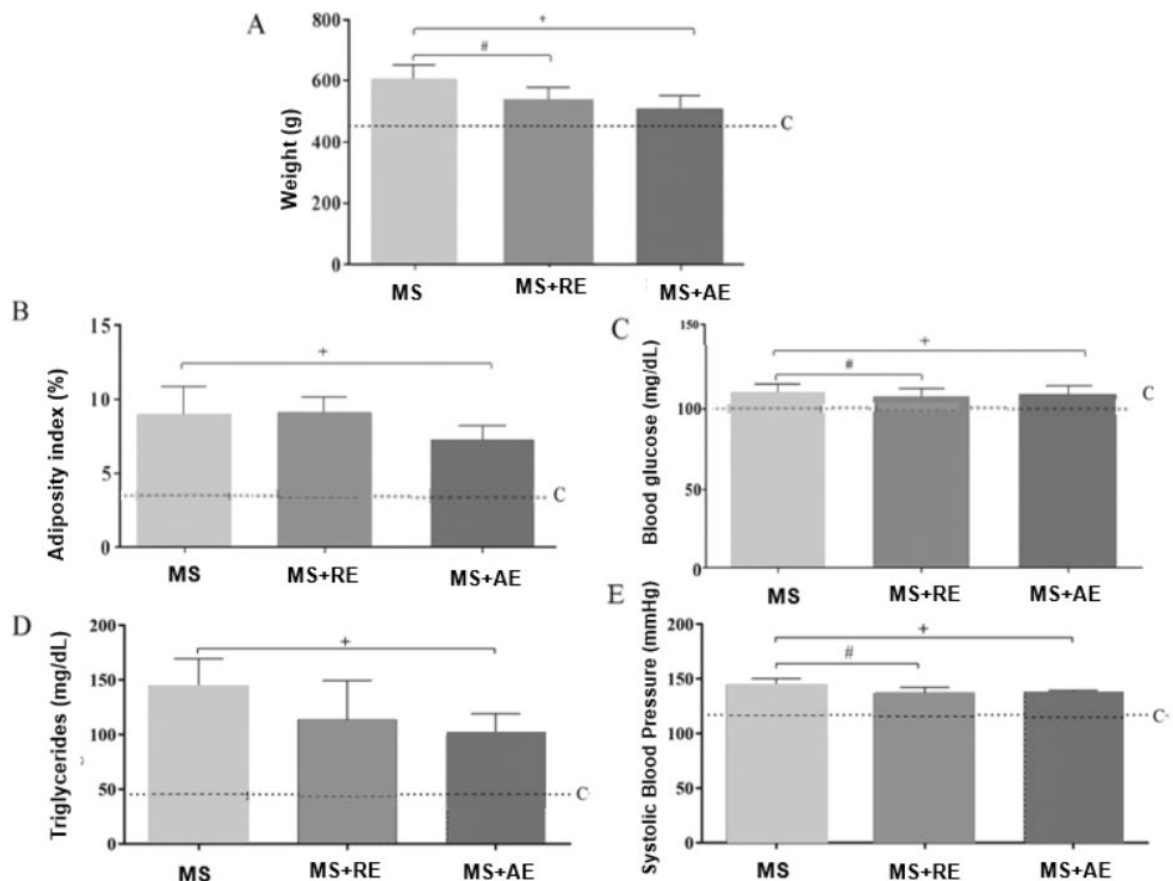 A
Weight (g)
800
600
400
200
0
+
#
C
MS
MS+RE
MS+AE
B
Adiposity index (%)
15
10
5
0
+
C
MS
MS+RE
MS+AE
C
Blood glucose (mg/dL)
150
100
50
0
+
#
C
MS
MS+RE
MS+AE
D
Triglycerides (mg/dL)
200
150
100
50
0
+
C
MS
MS+RE
MS+AE
E
Systolic Blood Pressure (mmHg)
200
150
100
50
0
+
#
C
MS
MS+RE
MS+AE